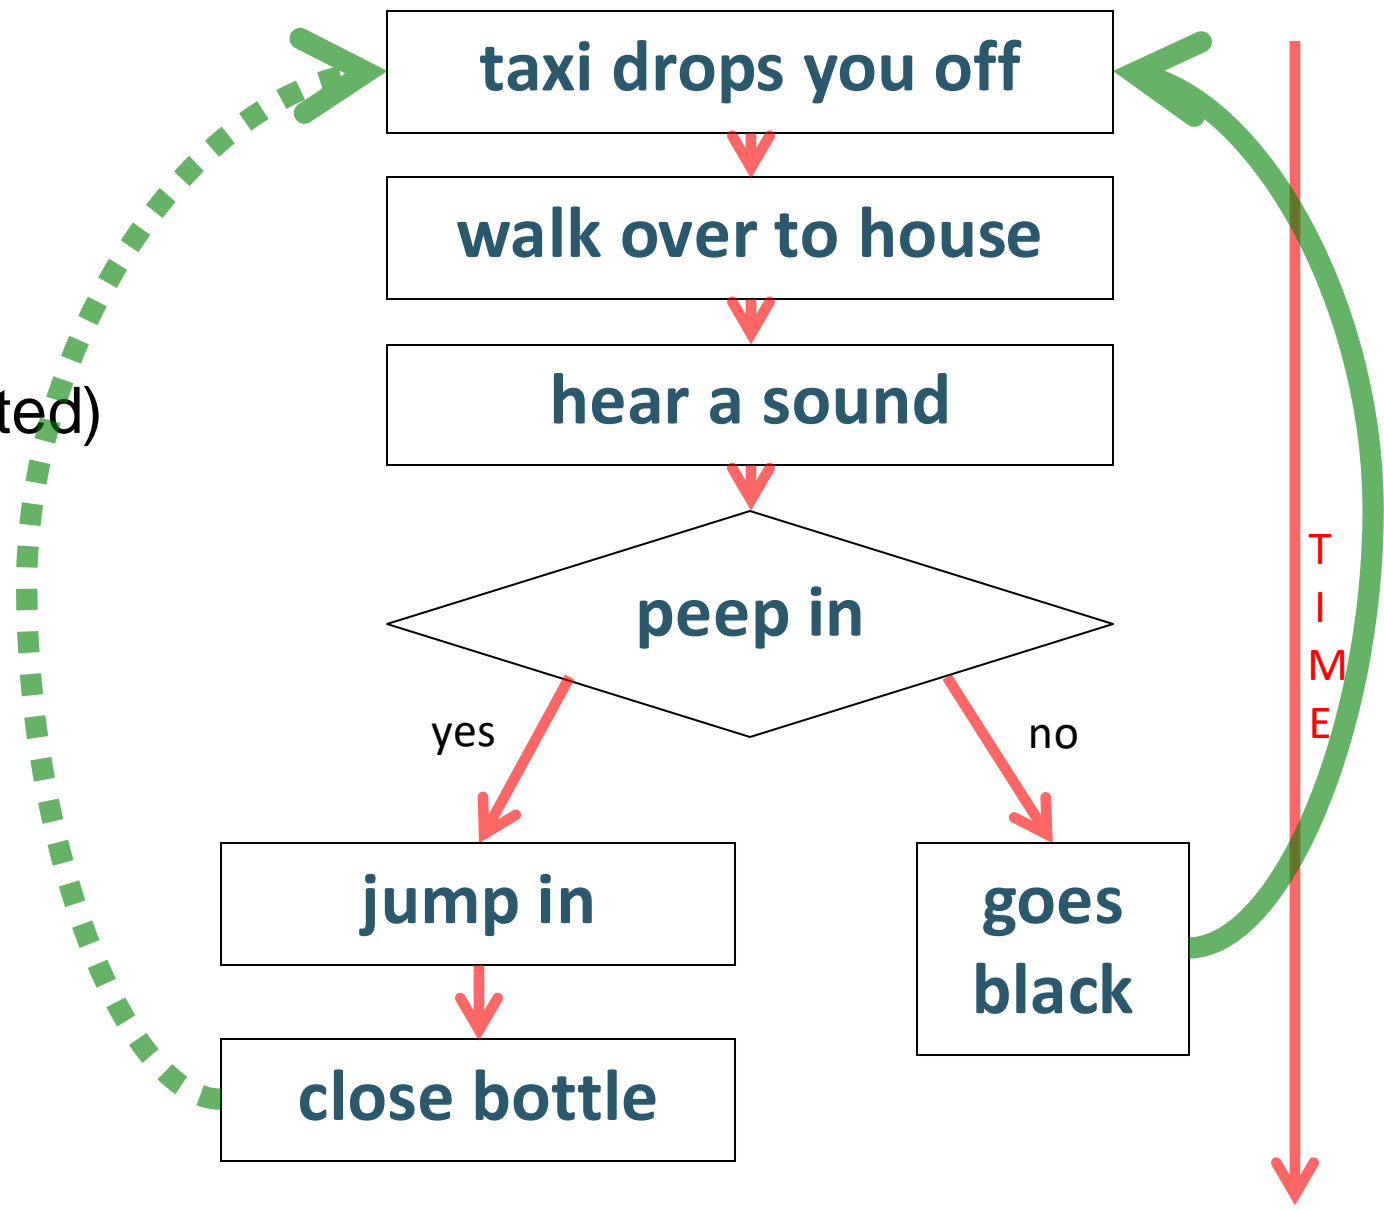 taxi drops you off
walk over to house
hear a sound
ted)
peep in
yes
no
T
I
M
E
jump in
goes
black
close bottle